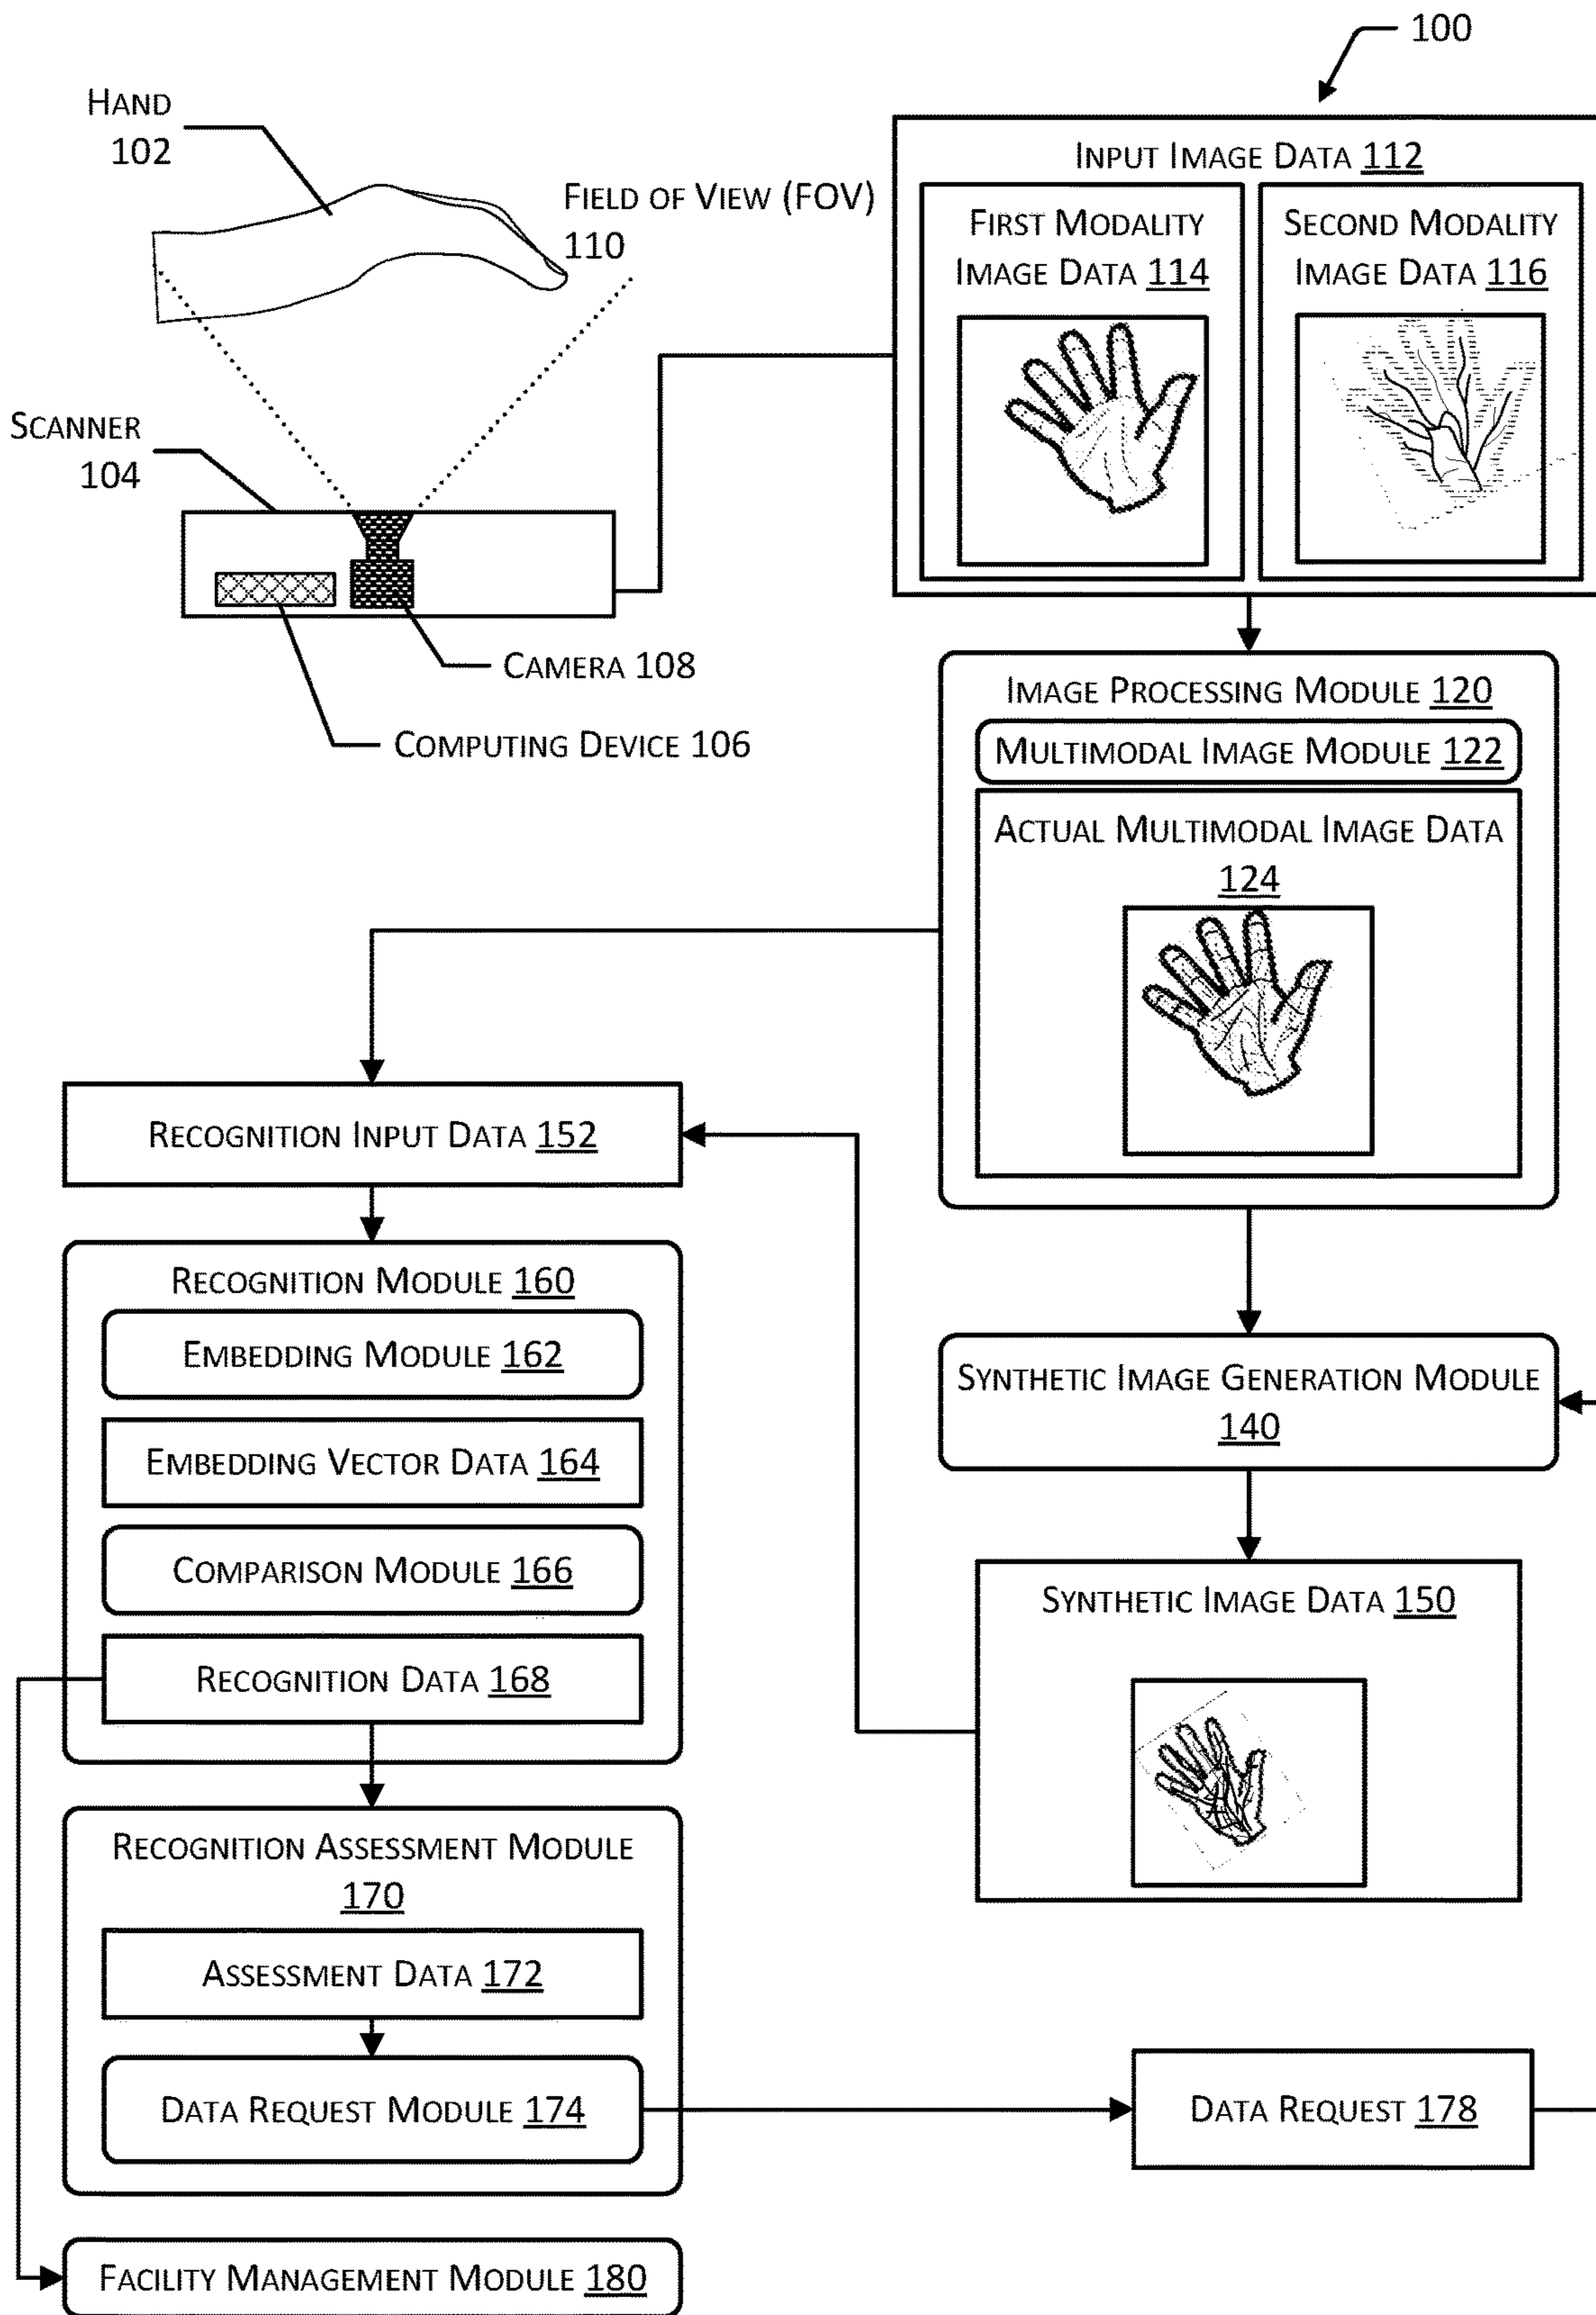 100
HAND
102
FIELD OF VIEW (FOV)
110
SCANNER
104
CAMERA 108
COMPUTING DEVICE 106
INPUT IMAGE DATA 112
FIRST MODALITY
IMAGE DATA 114
SECOND MODALITY
IMAGE DATA 116
IMAGE PROCESSING MODULE 120
MULTIMODAL IMAGE MODULE 122
ACTUAL MULTIMODAL IMAGE DATA
124
RECOGNITION INPUT DATA 152
RECOGNITION MODULE 160
EMBEDDING MODULE 162
EMBEDDING VECTOR DATA 164
COMPARISON MODULE 166
RECOGNITION DATA 168
SYNTHETIC IMAGE GENERATION MODULE
140
SYNTHETIC IMAGE DATA 150
RECOGNITION ASSESSMENT MODULE
170
ASSESSMENT DATA 172
DATA REQUEST MODULE 174
DATA REQUEST 178
FACILITY MANAGEMENT MODULE 180